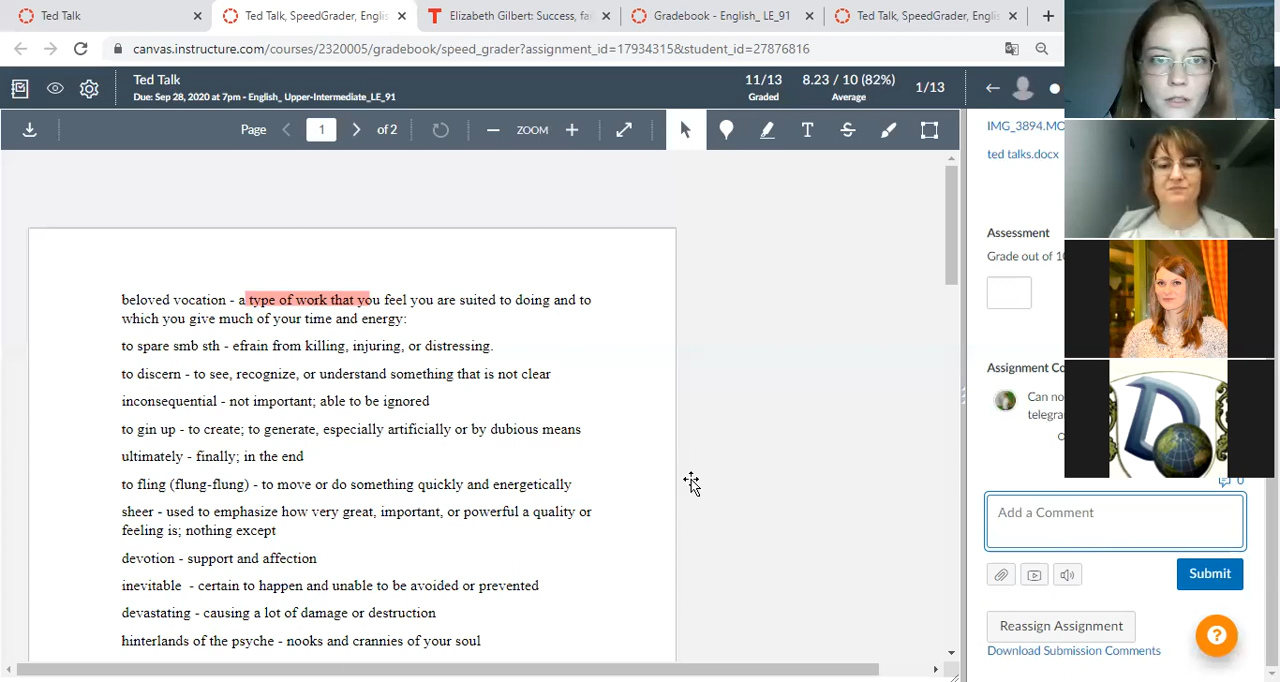 Ted Talk
Ted Talk, SpeedGrader, Englis
Elizabeth Gilbert: Success, fai
Gradebook - English_ LE_91
Ted Talk, SpeedGrader, Englis
canvas.instructure.com/courses/2320005/gradebook/speed_grader?assignment_id=17934315&student_id=27876816
Ted Talk
Due: Sep 28, 2020 at 7pm - English_ Upper-Intermediate_LE_91
11/13
Graded
8.23 / 10 (82%)
Average
1/13
Page
1
of 2
ZOOM
IMG_3894.MO
ted talks.docx
Assessment
Grade out of 10
Assignment Co
Can no
telegra
beloved vocation - a type of work that you feel you are suited to doing and to
which you give much of your time and energy:
to spare smb sth - efrain from killing, injuring, or distressing.
to discern - to see, recognize, or understand something that is not clear
inconsequential - not important; able to be ignored
to gin up - to create; to generate, especially artificially or by dubious means
ultimately - finally; in the end
to fling (flung-flung) - to move or do something quickly and energetically
sheer - used to emphasize how very great, important, or powerful a quality or
feeling is; nothing except
devotion - support and affection
inevitable - certain to happen and unable to be avoided or prevented
devastating - causing a lot of damage or destruction
hinterlands of the psyche - nooks and crannies of your soul
0
Add a Comment
Submit
Reassign Assignment
Download Submission Comments
D